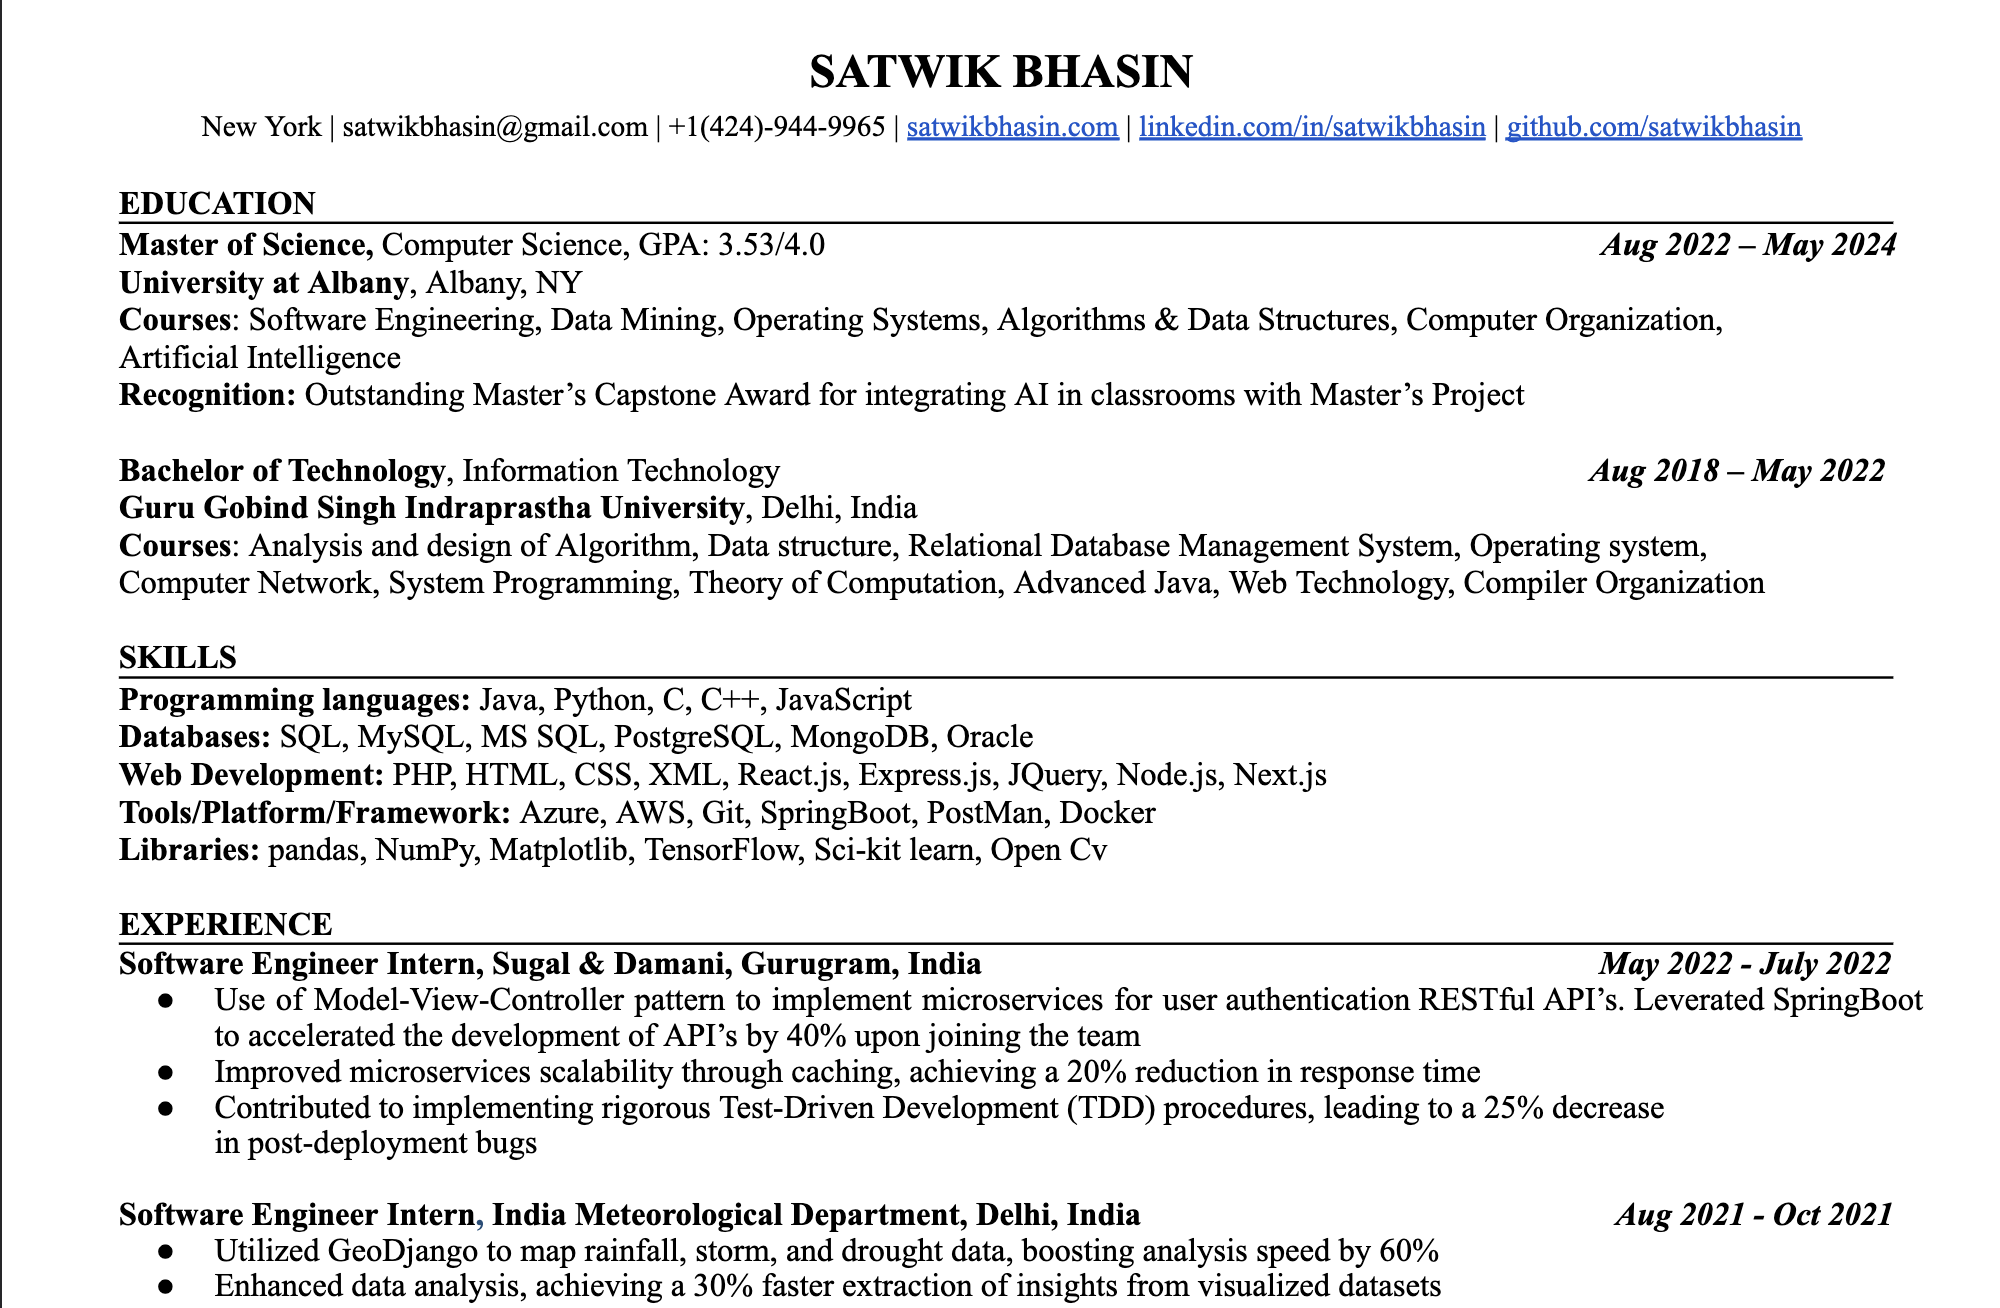 SATWIK BHASIN
New York | satwikbhasin@gmail.com | +1(424)-944-9965 | satwikbhasin.com | linkedin.com/in/satwikbhasin | github.com/satwikbhasin
EDUCATION
Master of Science, Computer Science, GPA: 3.53/4.0 Aug 2022 – May 2024
University at Albany, Albany, NY
Courses: Software Engineering, Data Mining, Operating Systems, Algorithms & Data Structures, Computer Organization,
Artificial Intelligence
Recognition: Outstanding Master’s Capstone Award for integrating AI in classrooms with Master’s Project
Bachelor of Technology, Information Technology Aug 2018 – May 2022
Guru Gobind Singh Indraprastha University, Delhi, India
Courses: Analysis and design of Algorithm, Data structure, Relational Database Management System, Operating system,
Computer Network, System Programming, Theory of Computation, Advanced Java, Web Technology, Compiler Organization
SKILLS
Programming languages: Java, Python, C, C++, JavaScript
Databases: SQL, MySQL, MS SQL, PostgreSQL, MongoDB, Oracle
Web Development: PHP, HTML, CSS, XML, React.js, Express.js, JQuery, Node.js, Next.js
Tools/Platform/Framework: Azure, AWS, Git, SpringBoot, PostMan, Docker
Libraries: pandas, NumPy, Matplotlib, TensorFlow, Sci-kit learn, Open Cv
EXPERIENCE
Software Engineer Intern, Sugal & Damani, Gurugram, India May 2022 - July 2022
● Use of Model-View-Controller pattern to implement microservices for user authentication RESTful API’s. Leverated SpringBoot
to accelerated the development of API’s by 40% upon joining the team
● Improved microservices scalability through caching, achieving a 20% reduction in response time
● Contributed to implementing rigorous Test-Driven Development (TDD) procedures, leading to a 25% decrease
in post-deployment bugs
Software Engineer Intern, India Meteorological Department, Delhi, India Aug 2021 - Oct 2021
● Utilized GeoDjango to map rainfall, storm, and drought data, boosting analysis speed by 60%
● Enhanced data analysis, achieving a 30% faster extraction of insights from visualized datasets